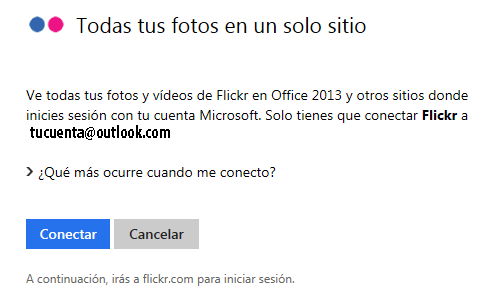 Todas tus fotos en un solo sitio
Ve todas tus fotos y vídeos de Flickr en Office 2013 y otros sitios donde
inicies sesión con tu cuenta Microsoft. Solo tienes que conectar Flickr a
tucuenta@outlook.com
¿Qué más ocurre cuando me conecto?
Conectar Cancelar
A continuación, irás a flickr.com para iniciar sesión.